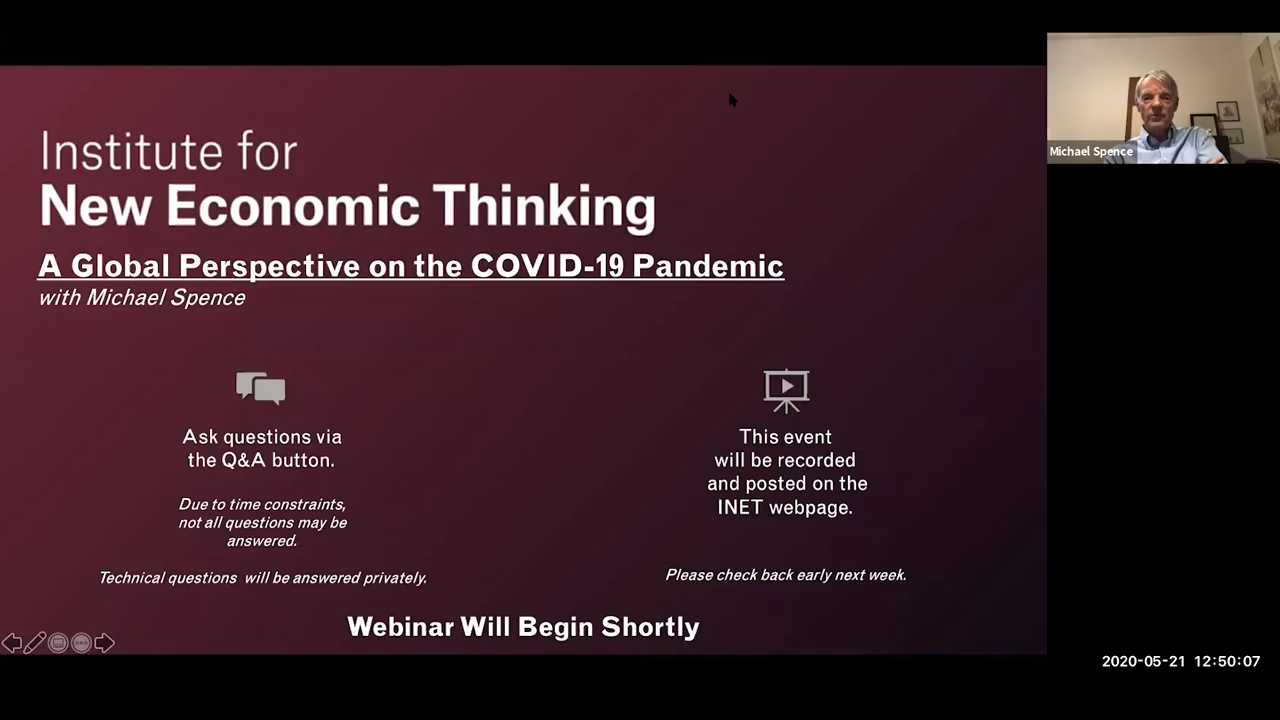 Institute for
New Economic Thinking
A Global Perspective on the COVID-19 Pandemic
with Michael Spence
Ask questions via
the Q&A button.
Due to time constraints,
not all questions may be
answered.
Technical questions will be answered privately.
This event
will be recorded
and posted on the
INET webpage.
Please check back early next week.
Webinar Will Begin Shortly
Michael Spence
2020-05-21 12:50:07